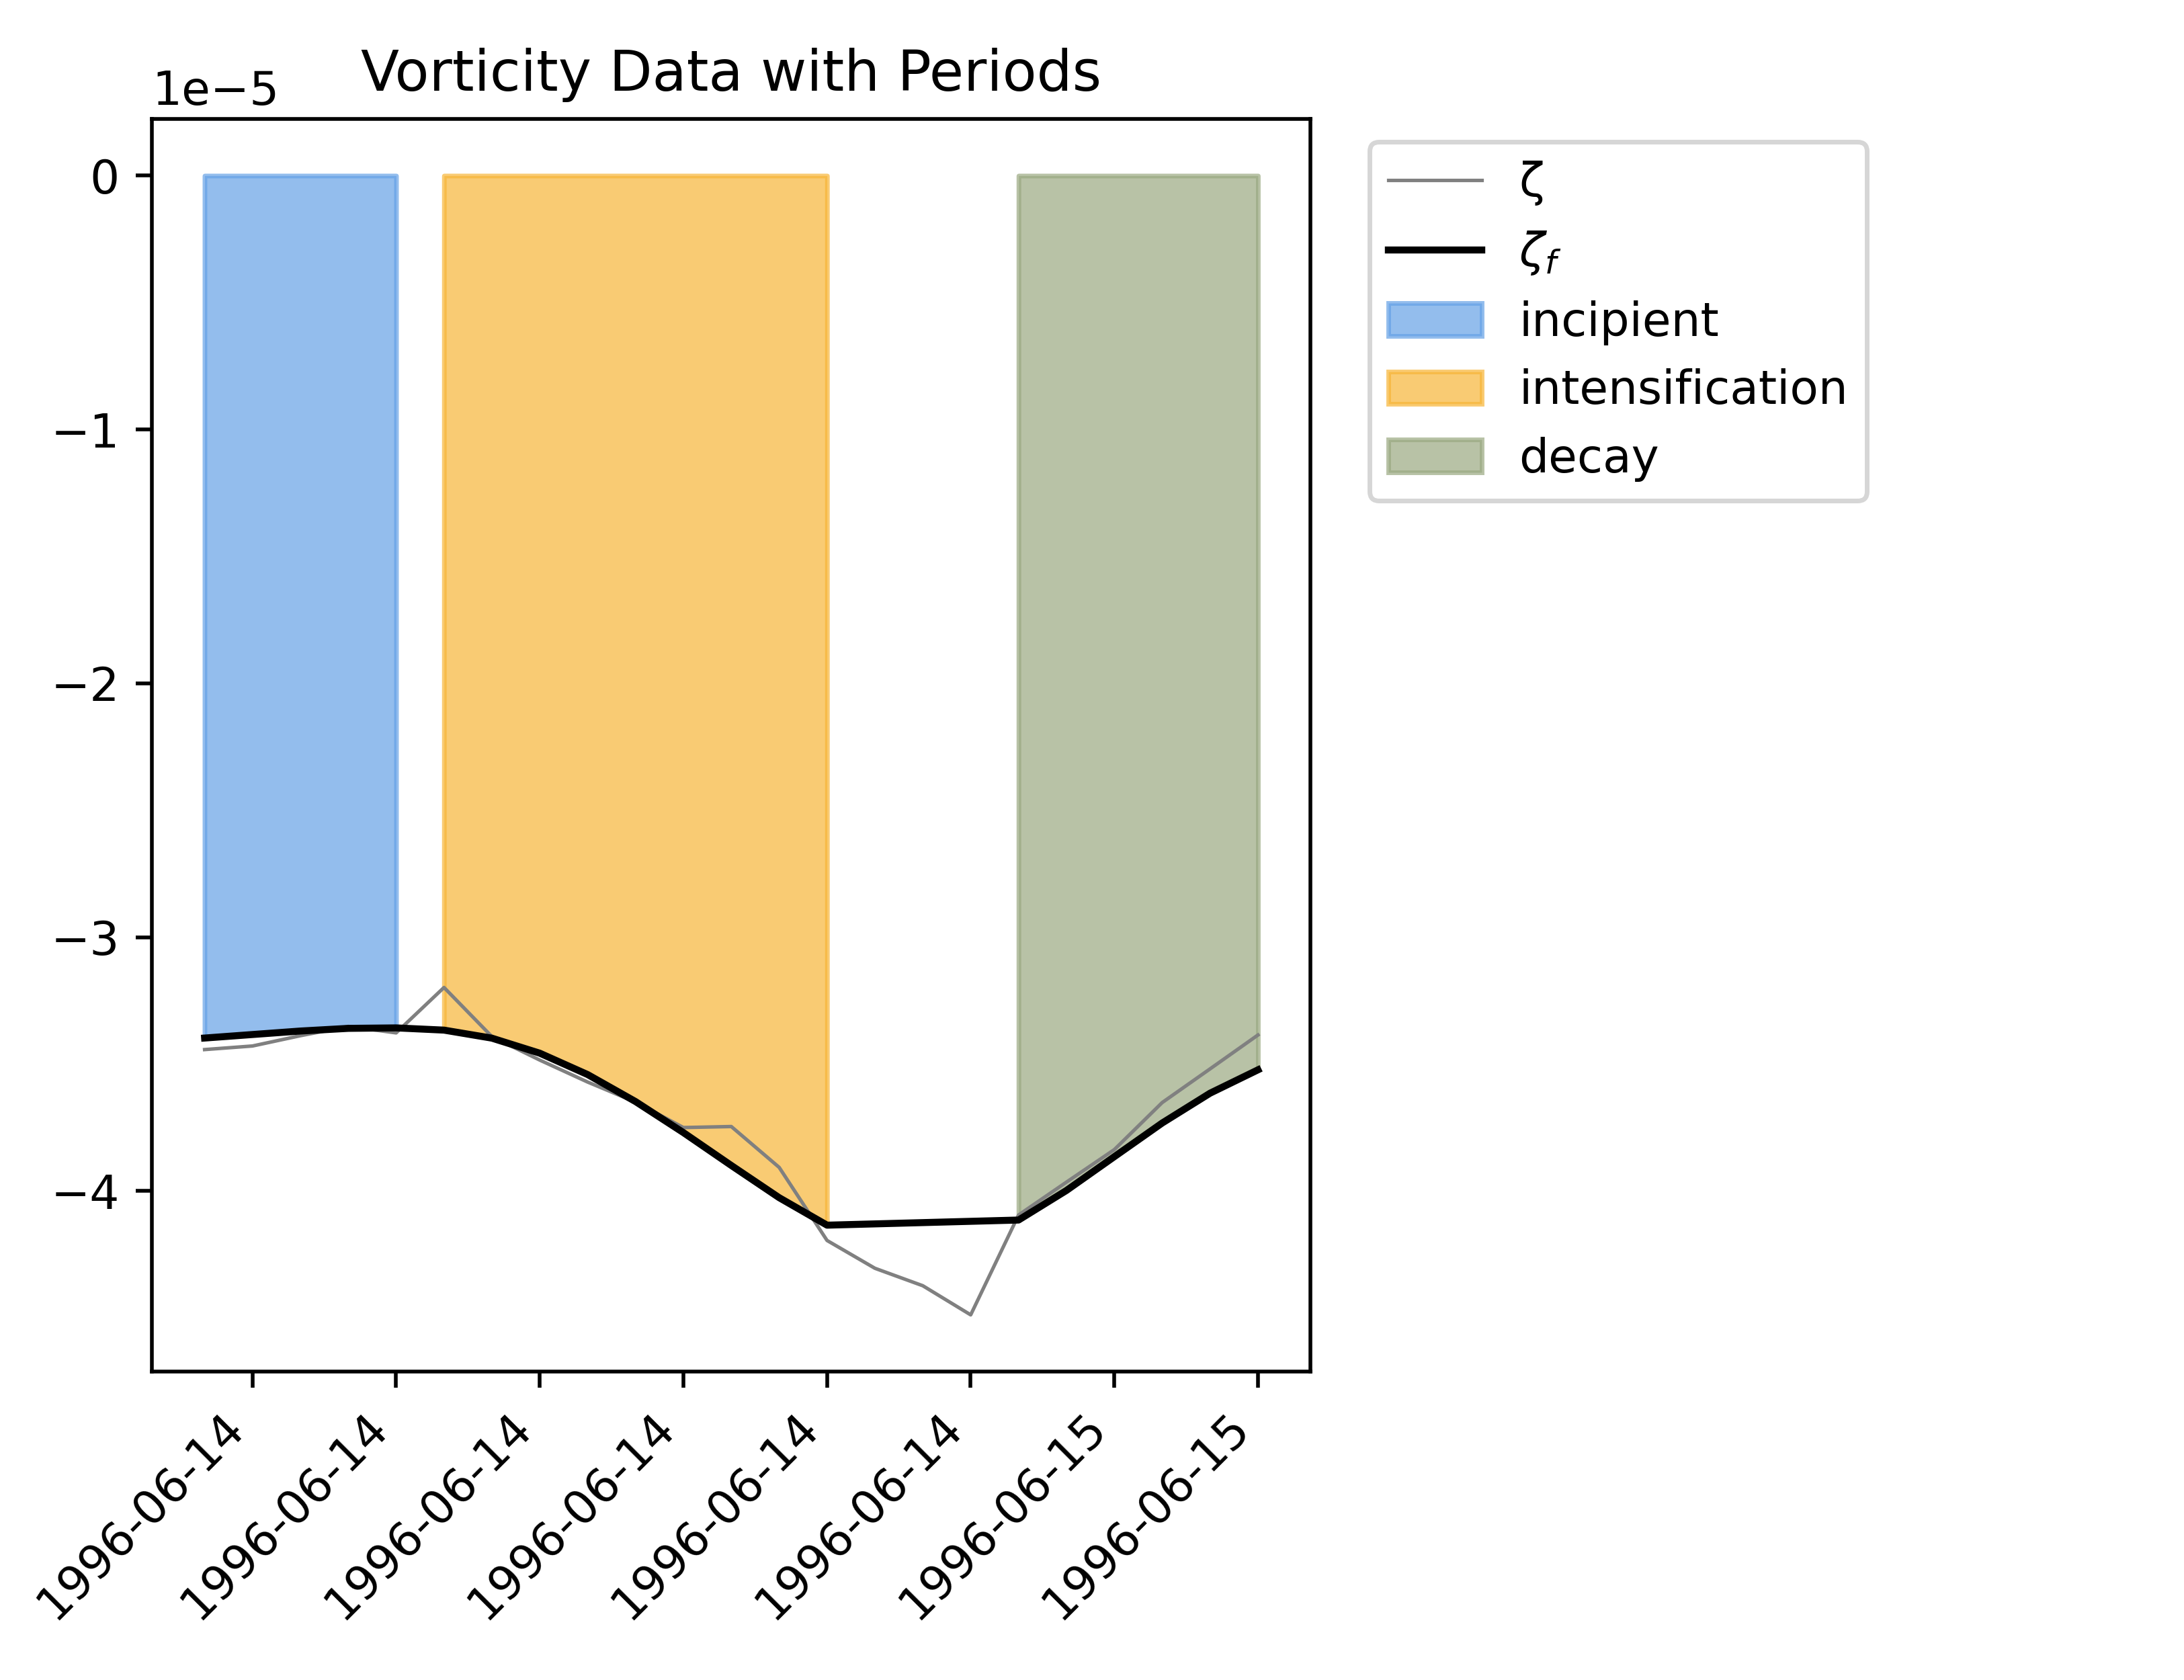 Vorticity Data with Periods
1e−5
0
−1
−2
−3
−4
1996-06-14
1996-06-14
1996-06-14
1996-06-14
1996-06-14
1996-06-14
1996-06-15
1996-06-15
ζ
ζf
incipient
intensification
decay